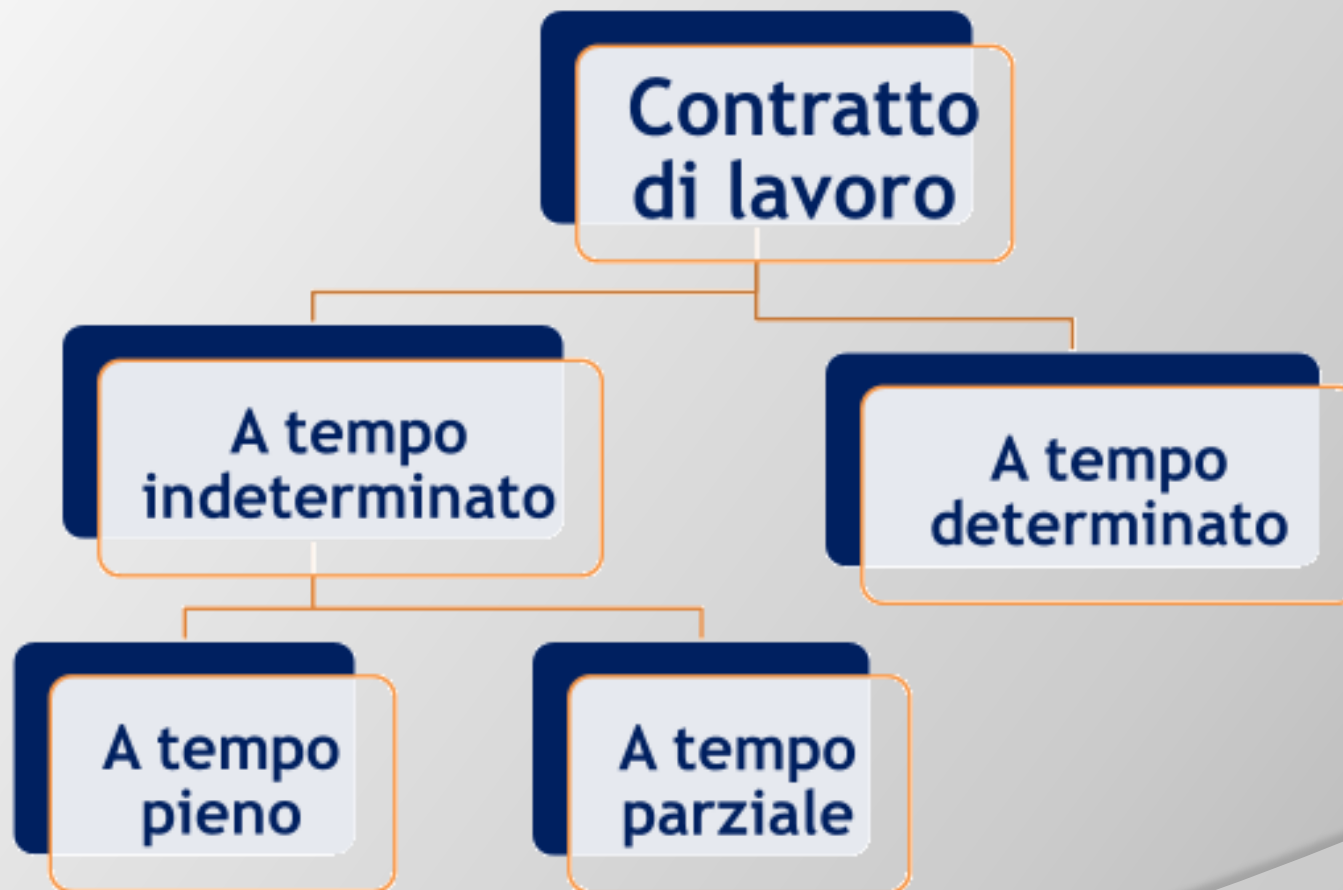 Contratto
di lavoro
A tempo
indeterminato
A tempo
determinato
A tempo
pieno
A tempo
parziale